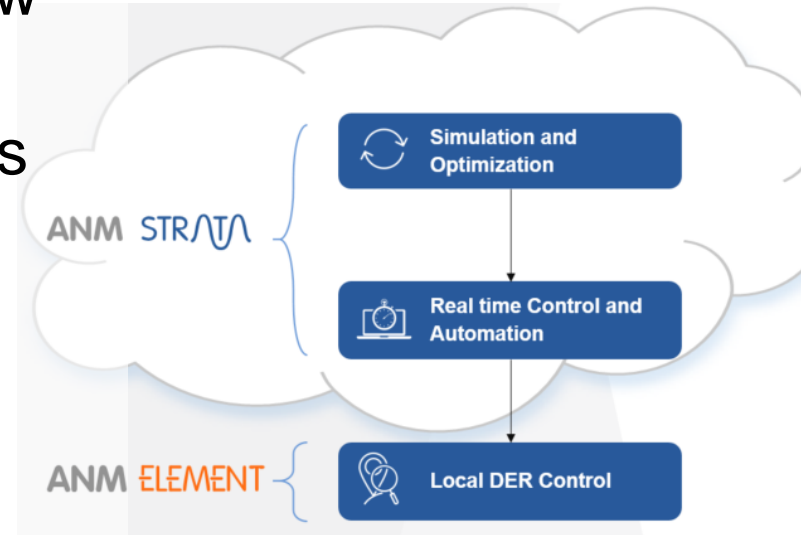 w
s
Simulation and
Optimization
ANM STRATA
Real time Control and
Automation
ANM ELEMENT
Local DER Control